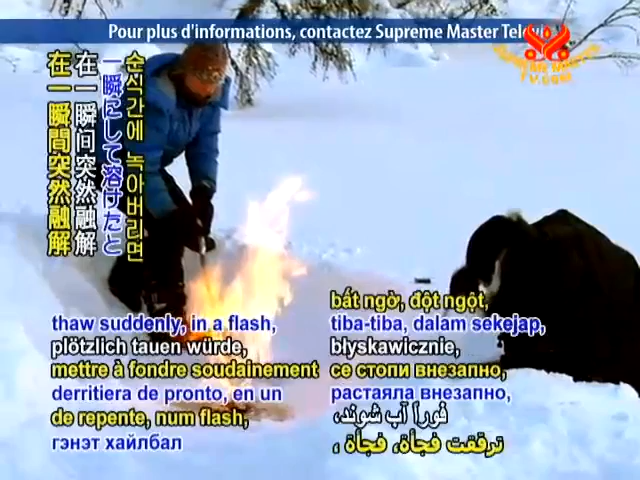 Pour plus d'informations, contactez Supreme Master Televi
TV.com
在一瞬間突然融解
在一瞬间突然融解
一瞬にして溶けたと
순식간에 녹아버리면
thaw suddenly, in a flash,
plötzlich tauen würde,
mettre à fondre soudainement
derritiera de pronto, en un
de repente, num flash,
гэнэт хайлбал
bất ngờ, đột ngột,
tiba-tiba, dalam sekejap,
błyskawicznie,
се стопи внезапно,
растаяла внезапно,
فوراً آب شوند،
ترققت فجأة، فجأة ،